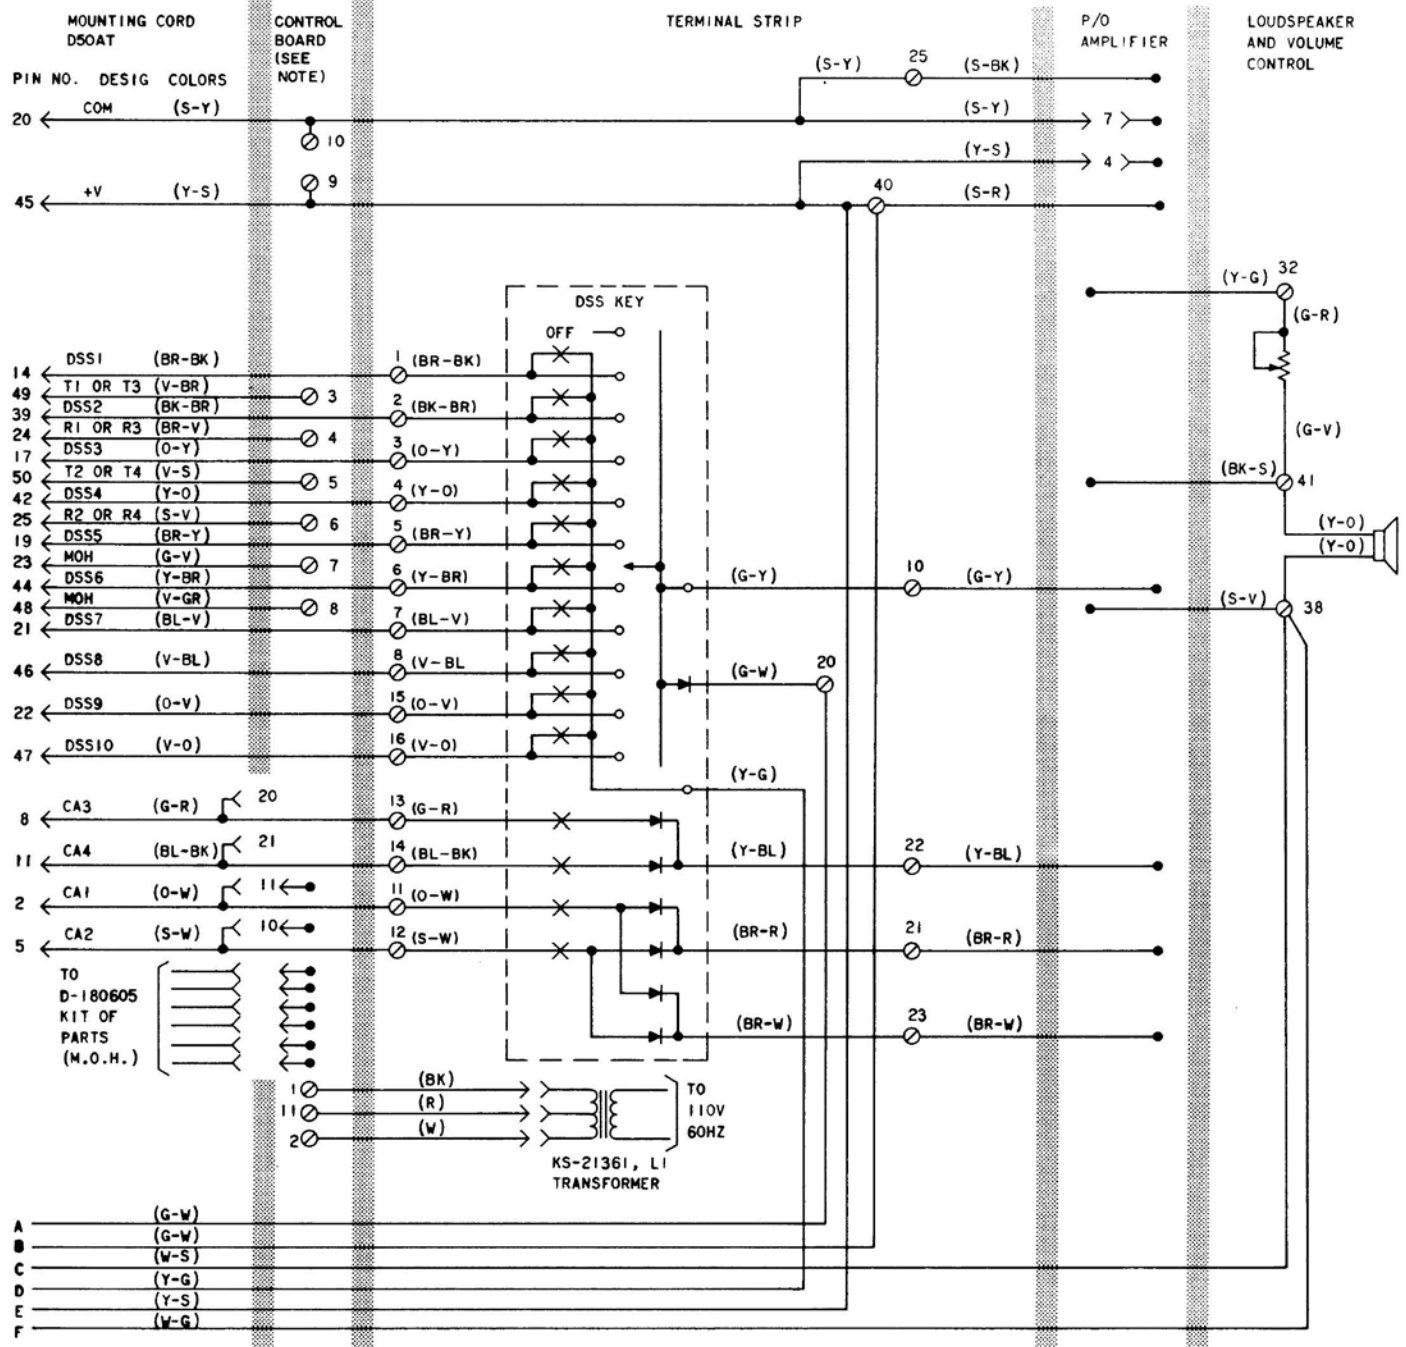 MOUNTING CORD
D50AT
CONTROL
BOARD
(SEE
NOTE)
TERMINAL STRIP
P/O
AMPLIFIER
LOUDSPEAKER
AND VOLUME
CONTROL
PIN NO. DESIG COLORS
(S-Y) 25 (S-BK)
20 COM (S-Y) (S-Y) 7
10
(Y-S) 4
9
45 +V (Y-S) 40 (S-R)
(Y-G) 32
(G-R)
DSS KEY
OFF
14 DSS1 (BR-BK) 1 (BR-BK)
49 T1 OR T3 (V-BR) 3
39 DSS2 (BK-BR) 2 (BK-BR)
24 R1 OR R3 (BR-V) 4
(G-V)
17 DSS3 (O-Y) 3 (O-Y)
50 T2 OR T4 (V-S) 5
(BK-S) 41
42 DSS4 (Y-O) 4 (Y-O)
25 R2 OR R4 (S-V) 6
(Y-O)
19 DSS5 (BR-Y) 5 (BR-Y)
(Y-O)
23 MOH (G-V) 7
44 DSS6 (Y-BR) 6 (Y-BR) (G-Y) 10 (G-Y)
48 MOH (V-GR) 8
(S-V) 38
21 DSS7 (BL-V) 7 (BL-V)
46 DSS8 (V-BL) 8 (V-BL
(G-W) 20
22 DSS9 (O-V) 15 (O-V)
47 DSS10 (V-O) 16 (V-O)
(Y-G)
8 CA3 (G-R) 20 13 (G-R)
11 CA4 (BL-BK) 21 14 (BL-BK) (Y-BL) 22 (Y-BL)
2 CA1 (O-W) 11 11 (O-W)
5 CA2 (S-W) 10 12 (S-W) (BR-R) 21 (BR-R)
TO
D-180605
KIT OF
PARTS
(M.O.H.)
(BR-W) 23 (BR-W)
1 (BK)
11 (R)
2 (W)
TO
110V
60HZ
KS-21361, L1
TRANSFORMER
A (G-W)
B (G-W)
C (W-S)
D (Y-G)
E (Y-S)
F (W-G)